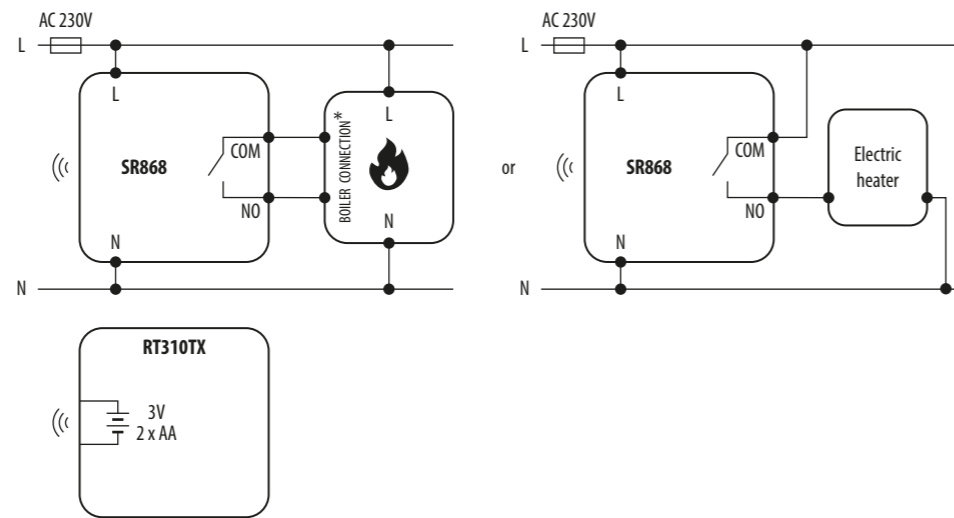 AC 230V
L
L
SR868
COM
NO
N
N
BOILER CONNECTION*
L
N
or
AC 230V
L
L
SR868
COM
NO
N
N
Electric
heater
RT310TX
3V
2 x AA